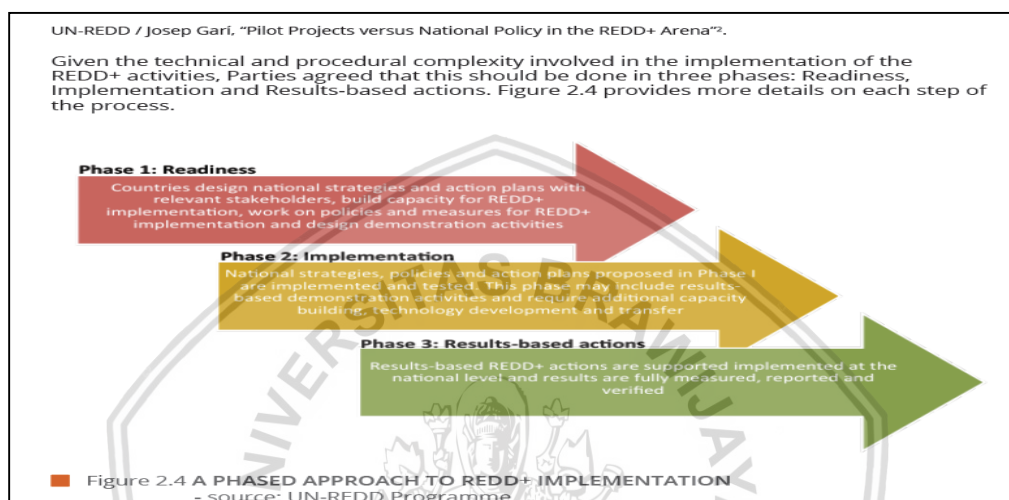 UN-REDD / Josep Garí, “Pilot Projects versus National Policy in the REDD+ Arena”².
Given the technical and procedural complexity involved in the implementation of the
REDD+ activities, Parties agreed that this should be done in three phases: Readiness,
Implementation and Results-based actions. Figure 2.4 provides more details on each step of
the process.
Phase 1: Readiness
Countries design national strategies and action plans with
relevant stakeholders, build capacity for REDD+
implementation, work on policies and measures for REDD+
implementation and design demonstration activities
Phase 2: Implementation
National strategies, policies and action plans proposed in Phase I
are implemented and tested. This phase may include results-
based demonstration activities and require additional capacity
building, technology development and transfer
Phase 3: Results-based actions
Results-based REDD+ actions are supported implemented at the
national level and results are fully measured, reported and
verified
Figure 2.4 A PHASED APPROACH TO REDD+ IMPLEMENTATION
- source: UN-REDD Programme
UNIVERSITAS BRAWIJAYA